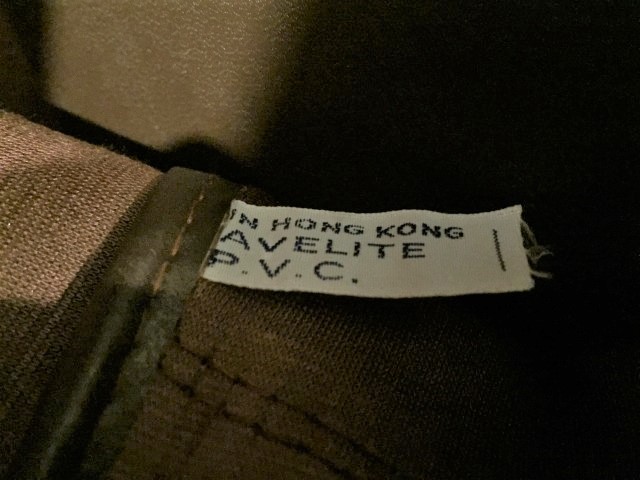 IN HONG KONG
AVELITE
P.V.C.